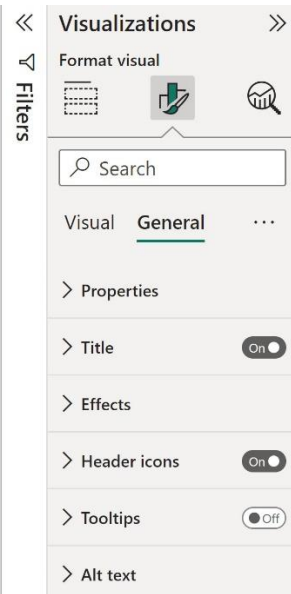 Visualizations
Format visual
Filters
Search
Visual General ...
Properties
Title On
Effects
Header icons On
Tooltips Off
Alt text